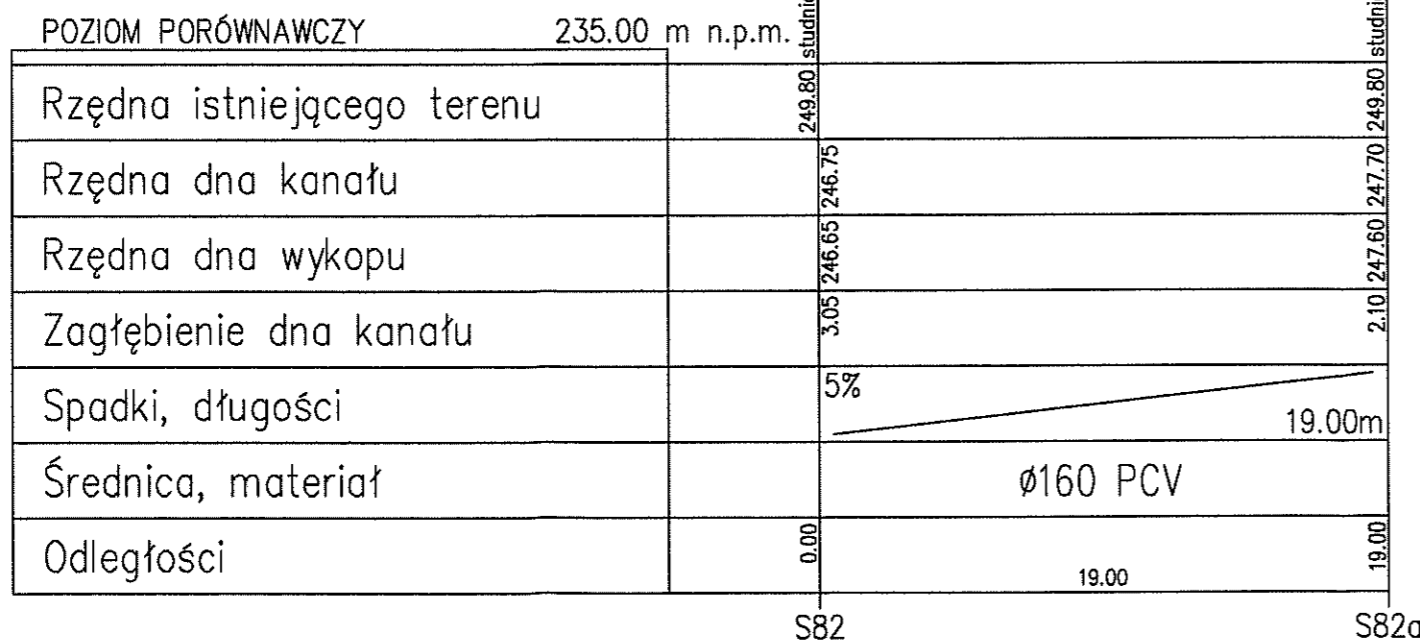 POZIOM PORÓWNAWCZY 235.00 m n.p.m.
Rzędna istniejącego terenu 249.80 249.80
Rzędna dna kanału 246.75 247.70
Rzędna dna wykopu 246.65 247.60
Zagłębienie dna kanału 3.05 2.10
Spadki, długości 5% 19.00m
Średnica, materiał ø160 PCV
Odległości 0.00 19.00 19.00
S82 S82a